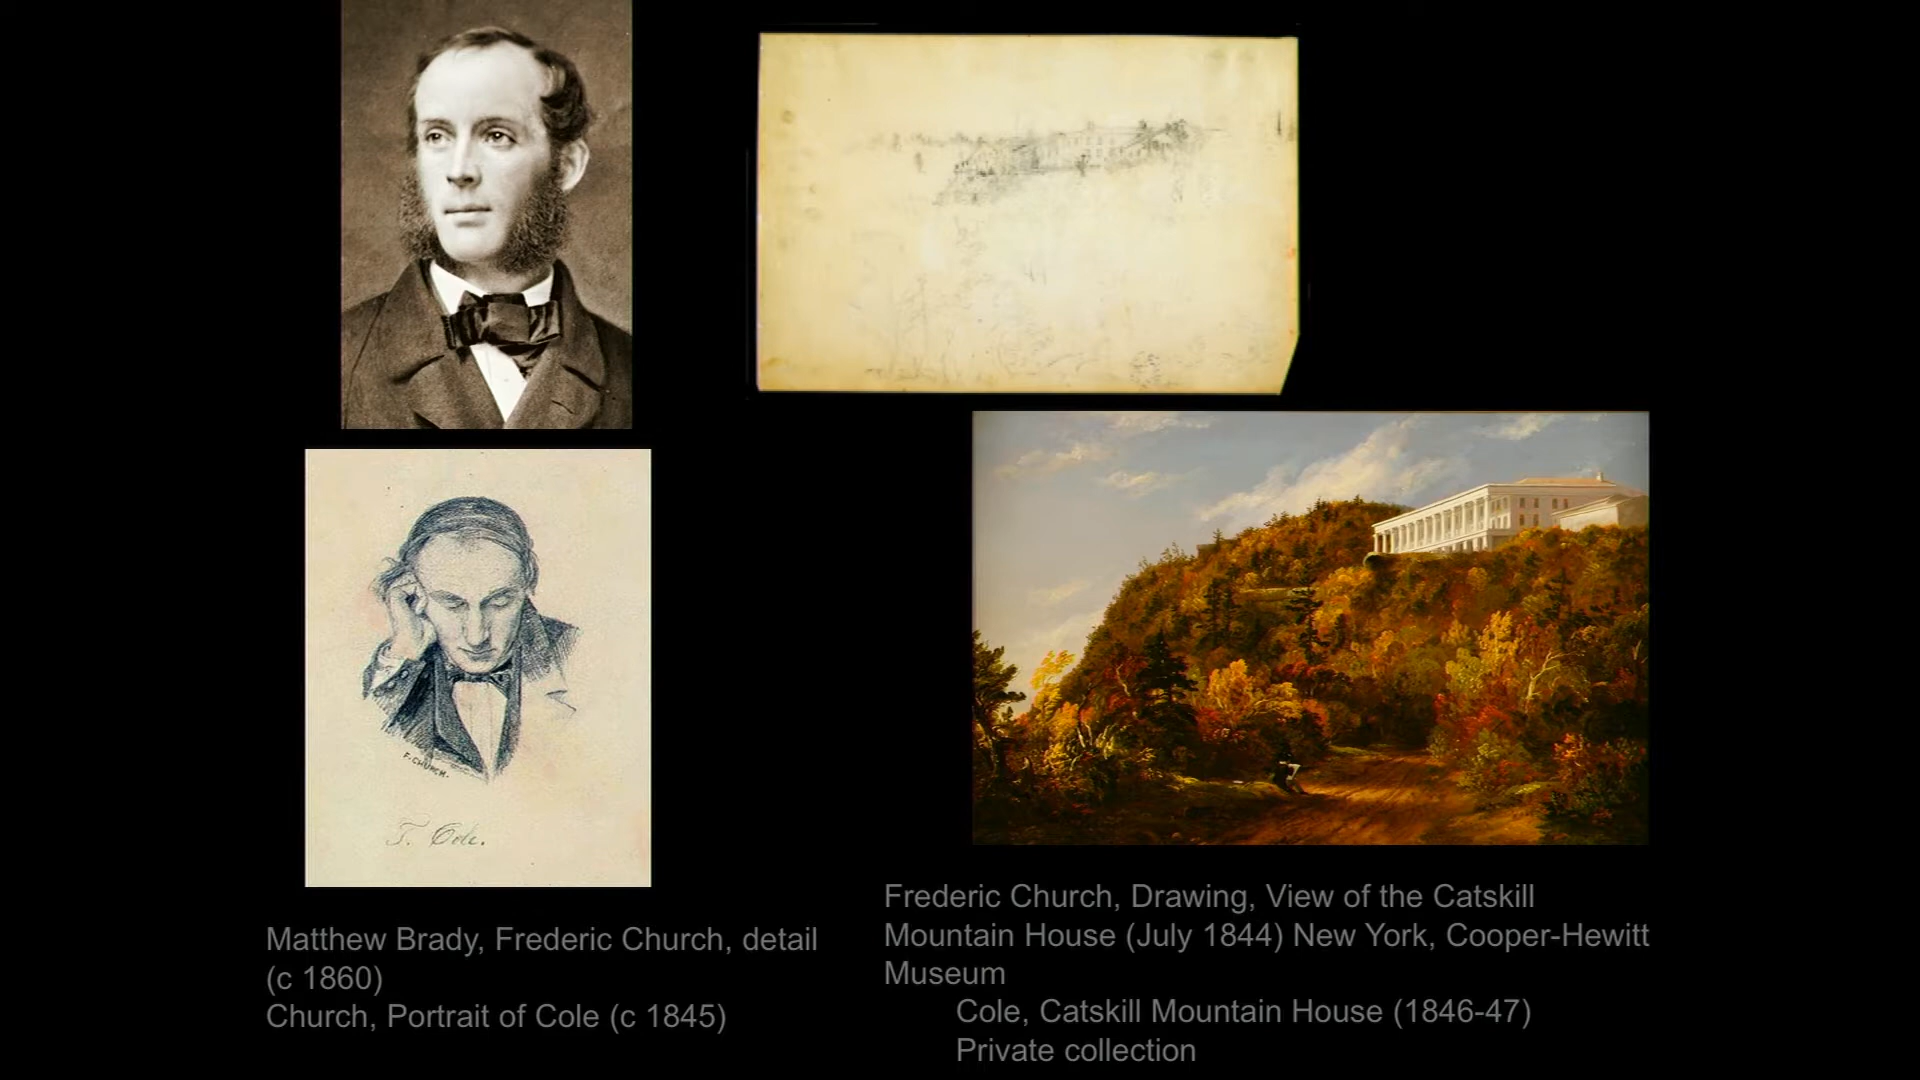 F. CHURCH.
T. Cole.
Matthew Brady, Frederic Church, detail
(c 1860)
Church, Portrait of Cole (c 1845)
Frederic Church, Drawing, View of the Catskill
Mountain House (July 1844) New York, Cooper-Hewitt
Museum
Cole, Catskill Mountain House (1846-47)
Private collection